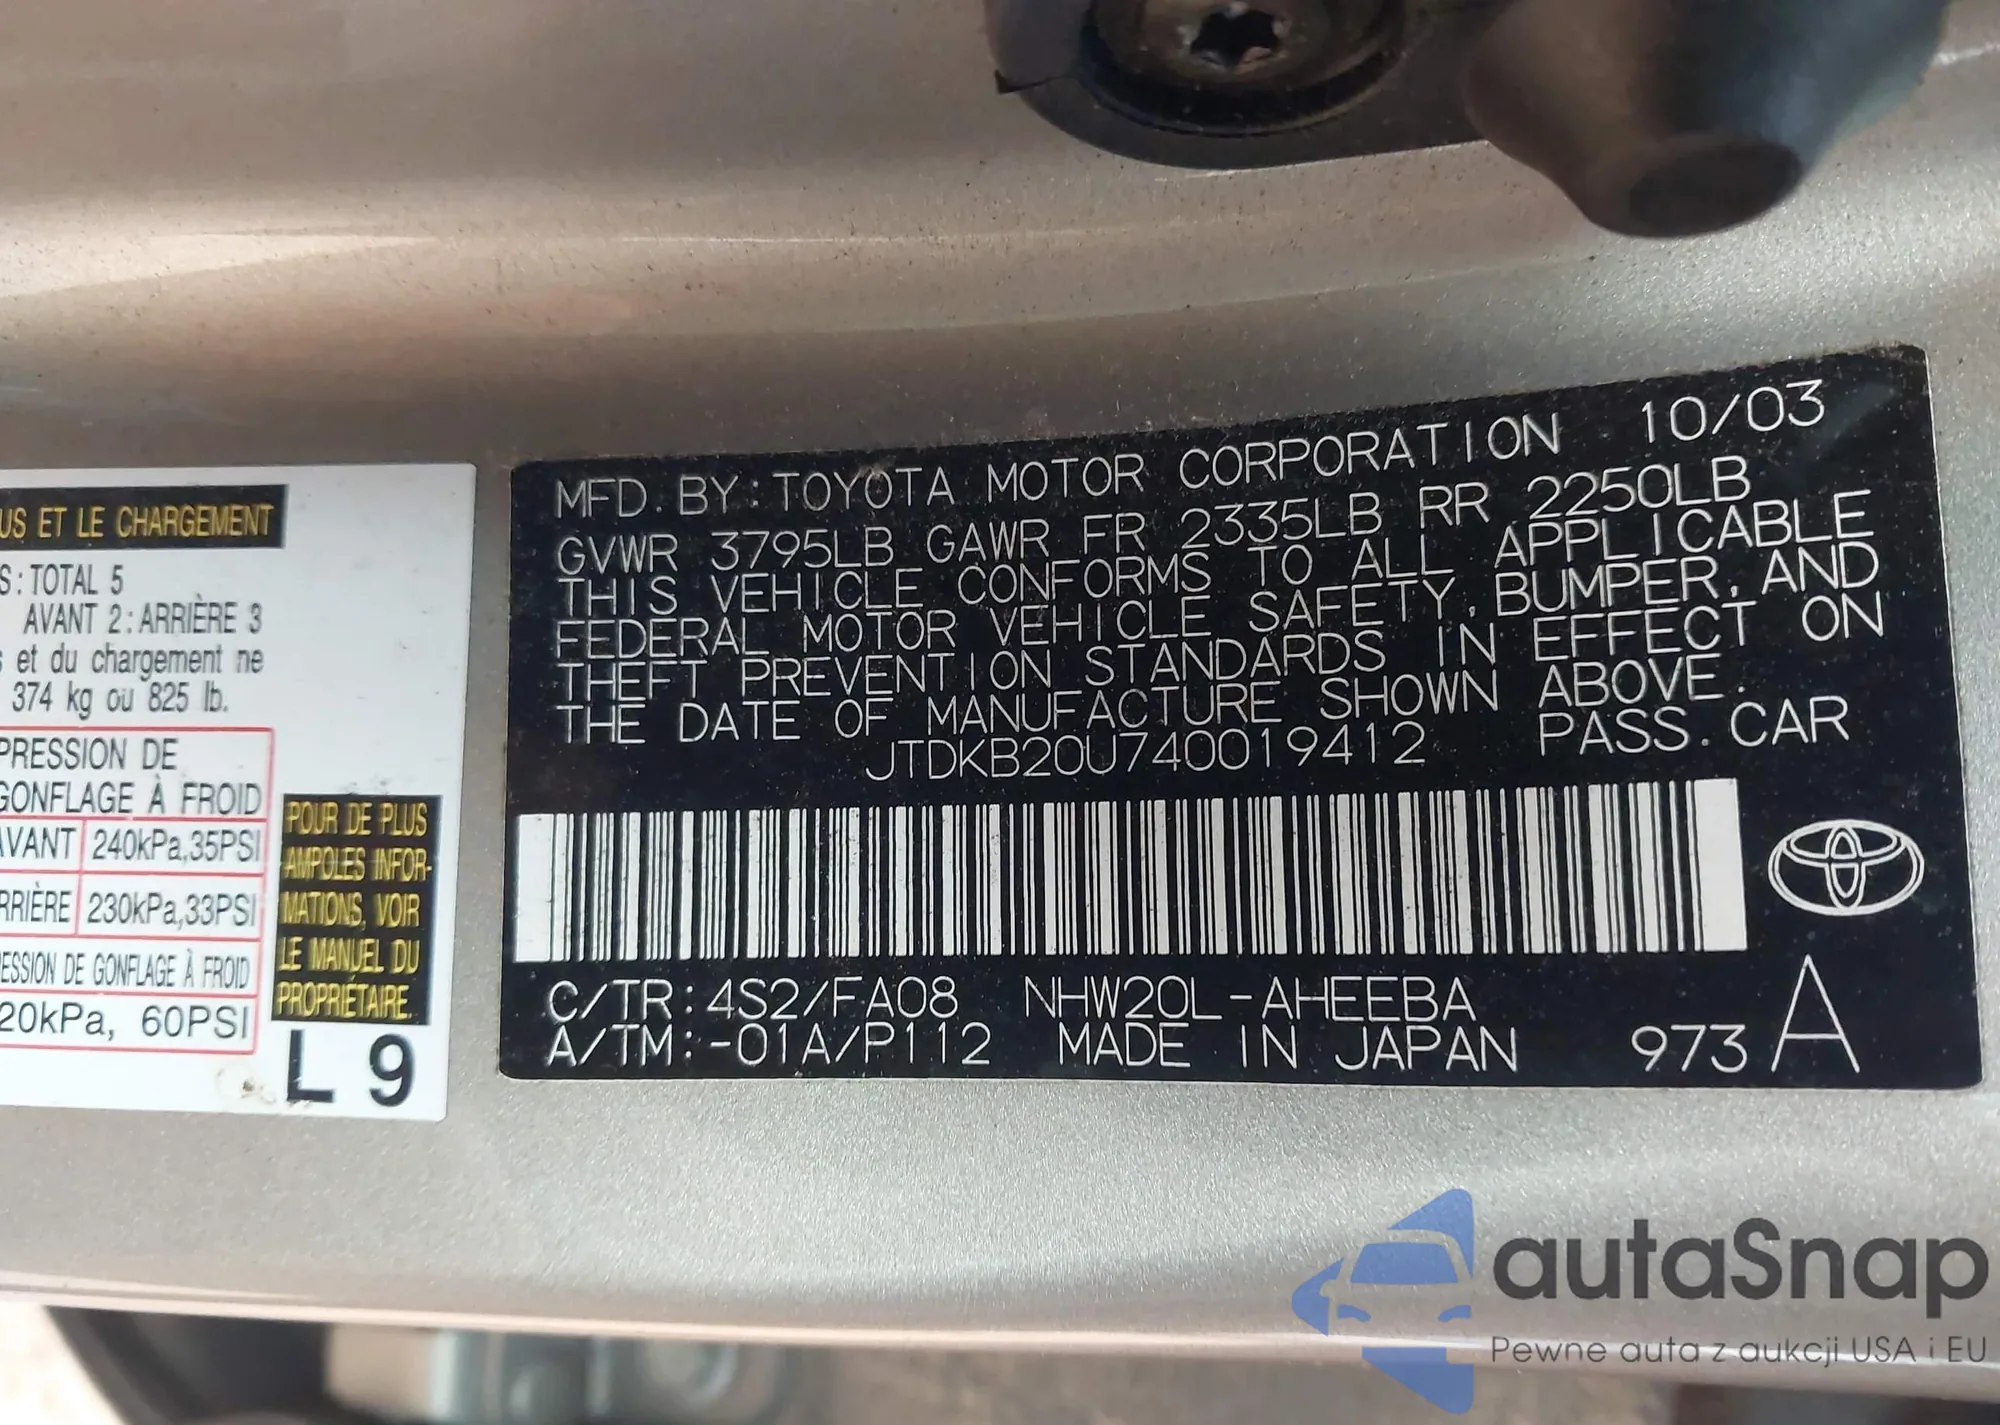 US ET LE CHARGEMENT
S: TOTAL 5
AVANT 2: ARRIÈRE 3
s et du chargement ne
374 kg ou 825 lb.
PRESSION DE
GONFLAGE À FROID
AVANT 240kPa,35PSI
RRIÈRE 230kPa,33PSI
ESSION DE GONFLAGE À FROID
20kPa, 60PSI
POUR DE PLUS
AMPOLES INFOR-
MATIONS, VOIR
LE MANUEL DU
PROPRIÉTAIRE.
L 9
MFD. BY: TOYOTA MOTOR CORPORATION 10/03
GVWR 3795LB GAWR FR 2335LB RR 2250LB
THIS VEHICLE CONFORMS TO ALL APPLICABLE
FEDERAL MOTOR VEHICLE SAFETY, BUMPER, AND
THEFT PREVENTION STANDARDS IN EFFECT ON
THE DATE OF MANUFACTURE SHOWN ABOVE.
JTDKB20U740019412 PASS. CAR
C/TR: 4S2/FA08 NHW20L-AHEEBA
A/TM:-01A/P112 MADE IN JAPAN 973 A
autaSnap
Pewne auta z aukcji USA i EU